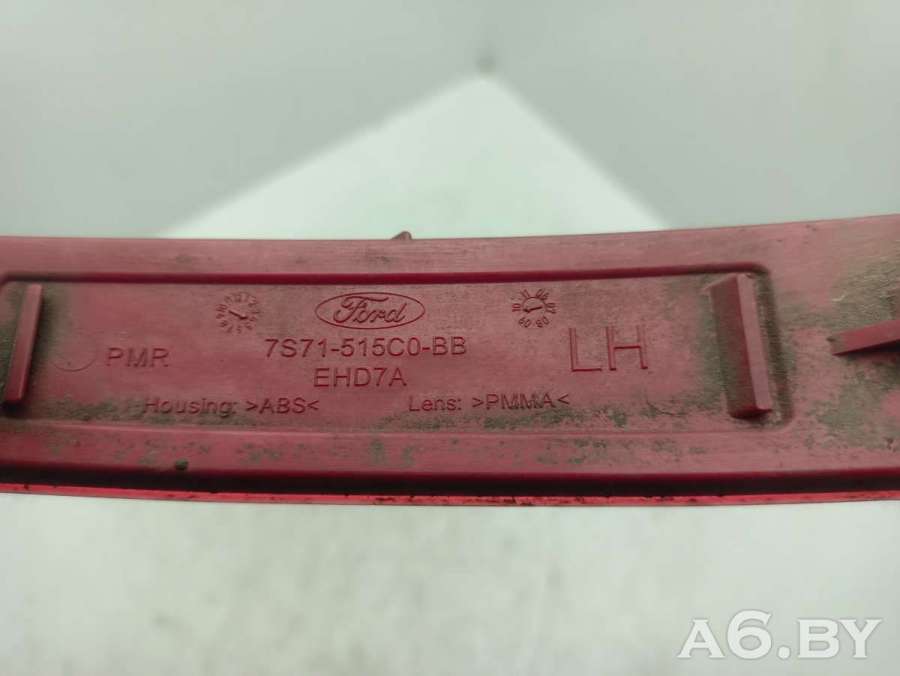 Ford
PMR
7S71-515C0-BB
LH
EHD7A
Housing: >ABS<
Lens: >PMMA<
A6.BY